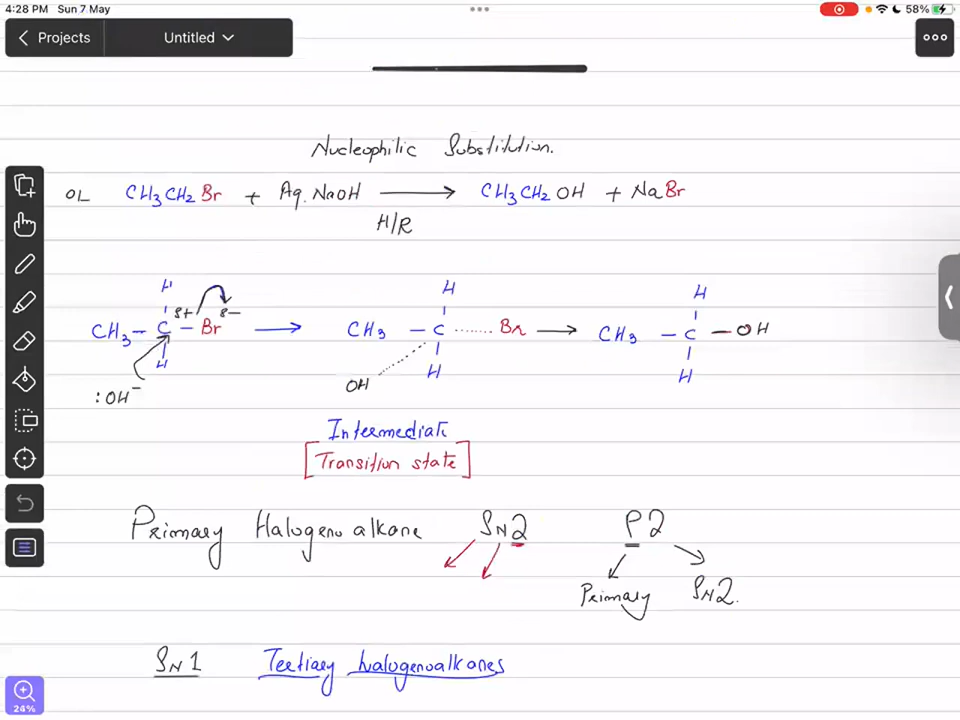 4:28 PM Sun 7 May 58%
Projects Untitled
Nucleophilic Substitution.
CH3CH2Br + Aq. NaOH → CH3CH2OH + NaBr
H/R
H H H
δ+ δ−
CH3 − C − Br → CH3 − C ...... Br → CH3 − C − OH
H H H
:OH− OH
Intermediate
[Transition state]
Primary Halogenoalkane SN2 P2
Primary SN2.
SN1 Tertiary halogenoalkanes
24%